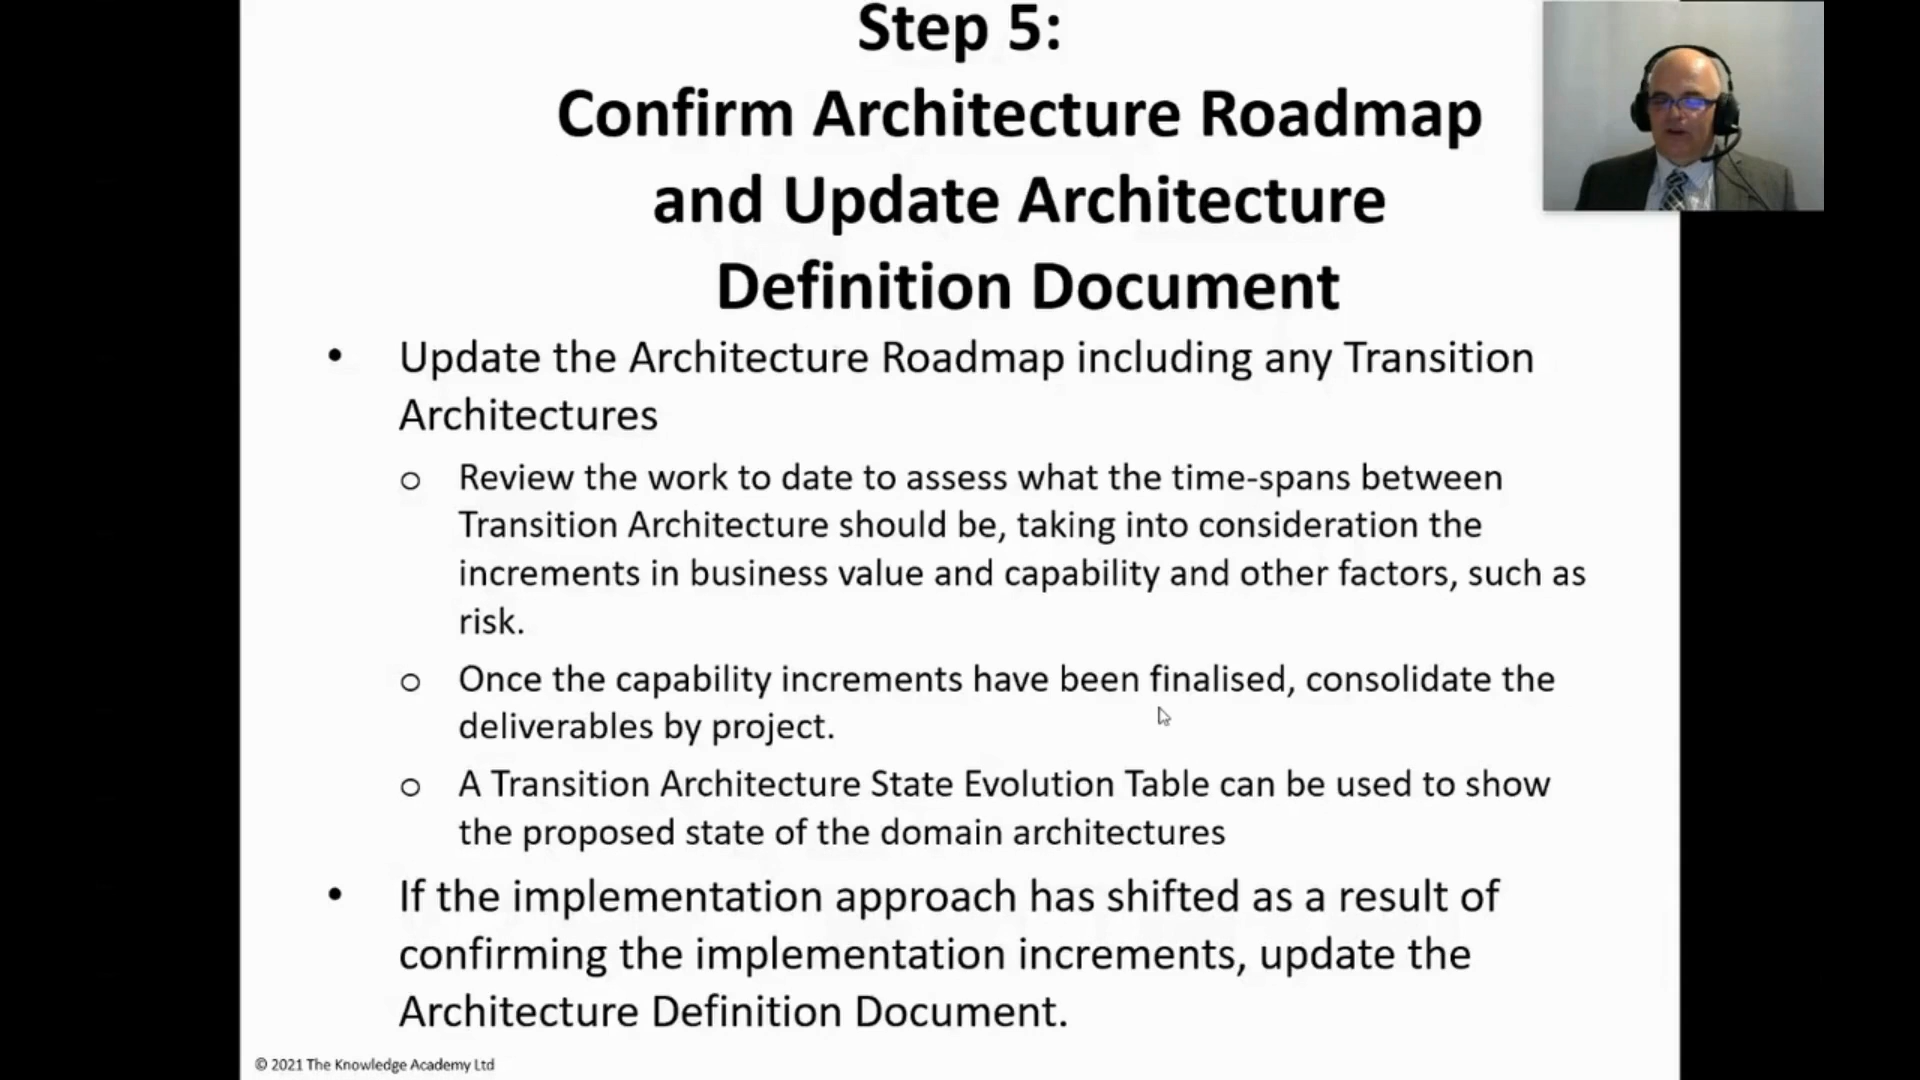 Step 5:
Confirm Architecture Roadmap
and Update Architecture
Definition Document
• Update the Architecture Roadmap including any Transition
Architectures
o Review the work to date to assess what the time-spans between
Transition Architecture should be, taking into consideration the
increments in business value and capability and other factors, such as
risk.
o Once the capability increments have been finalised, consolidate the
deliverables by project.
o A Transition Architecture State Evolution Table can be used to show
the proposed state of the domain architectures
• If the implementation approach has shifted as a result of
confirming the implementation increments, update the
Architecture Definition Document.
© 2021 The Knowledge Academy Ltd